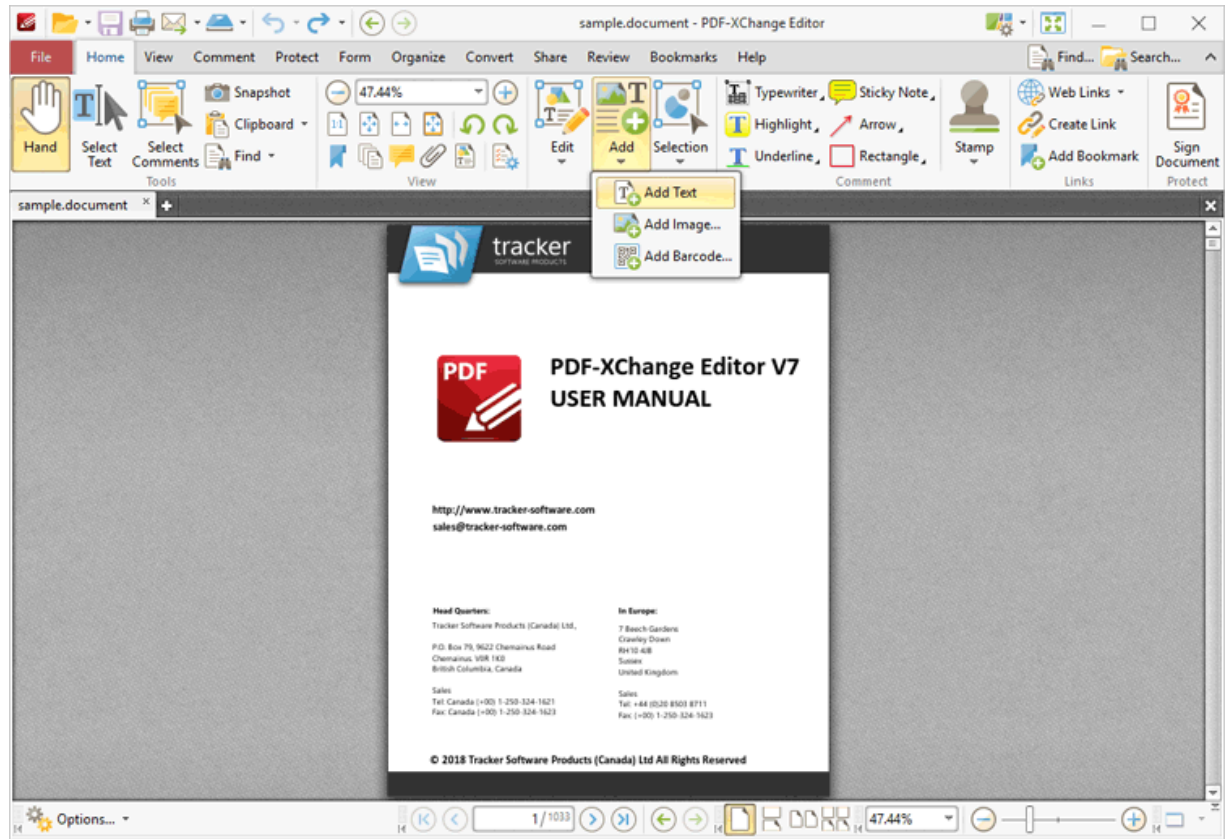 sample.document - PDF-XChange Editor
File Home View Comment Protect Form Organize Convert Share Review Bookmarks Help Find... Search...
Hand
Select Text
Select Comments
Snapshot
Clipboard
Find
Tools
47.44%
1:1
View
Edit
Add
Selection
Typewriter
Highlight
Underline
Sticky Note
Arrow
Rectangle
Stamp
Comment
Web Links
Create Link
Add Bookmark
Links
Sign Document
Protect
Add Text
Add Image...
Add Barcode...
sample.document
tracker
SOFTWARE PRODUCTS
PDF
PDF-XChange Editor V7
USER MANUAL
http://www.tracker-software.com
sales@tracker-software.com
Head Quarters:
Tracker Software Products (Canada) Ltd.,
P.O. Box 79, 9622 Chemainus Road
Chemainus, V0R 1K0
British Columbia, Canada
Sales
Tel: Canada (+00) 1-250-324-1621
Fax: Canada (+00) 1-250-324-1623
In Europe:
7 Beech Gardens
Crawley Down
RH10 4JB
Sussex
United Kingdom
Sales
Tel: +44 (0)20 8503 8711
Fax: (+00) 1-250-324-1623
© 2018 Tracker Software Products (Canada) Ltd All Rights Reserved
Options...
1/1033
47.44%